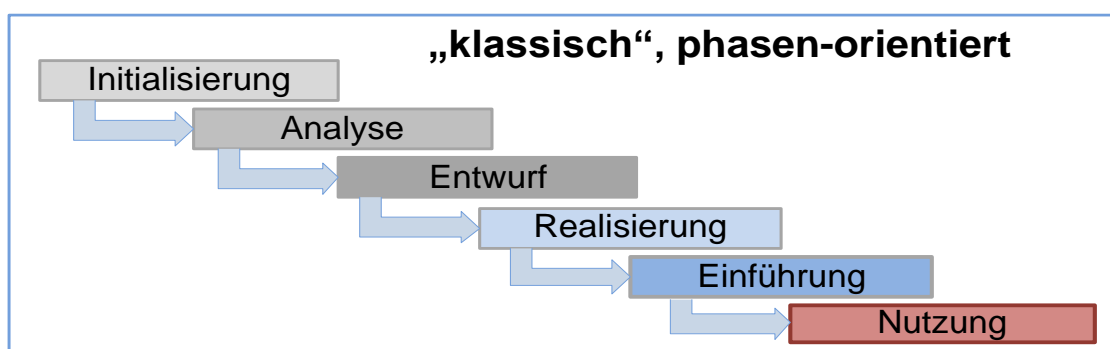 „klassisch“, phasen-orientiert
Initialisierung
Analyse
Entwurf
Realisierung
Einführung
Nutzung